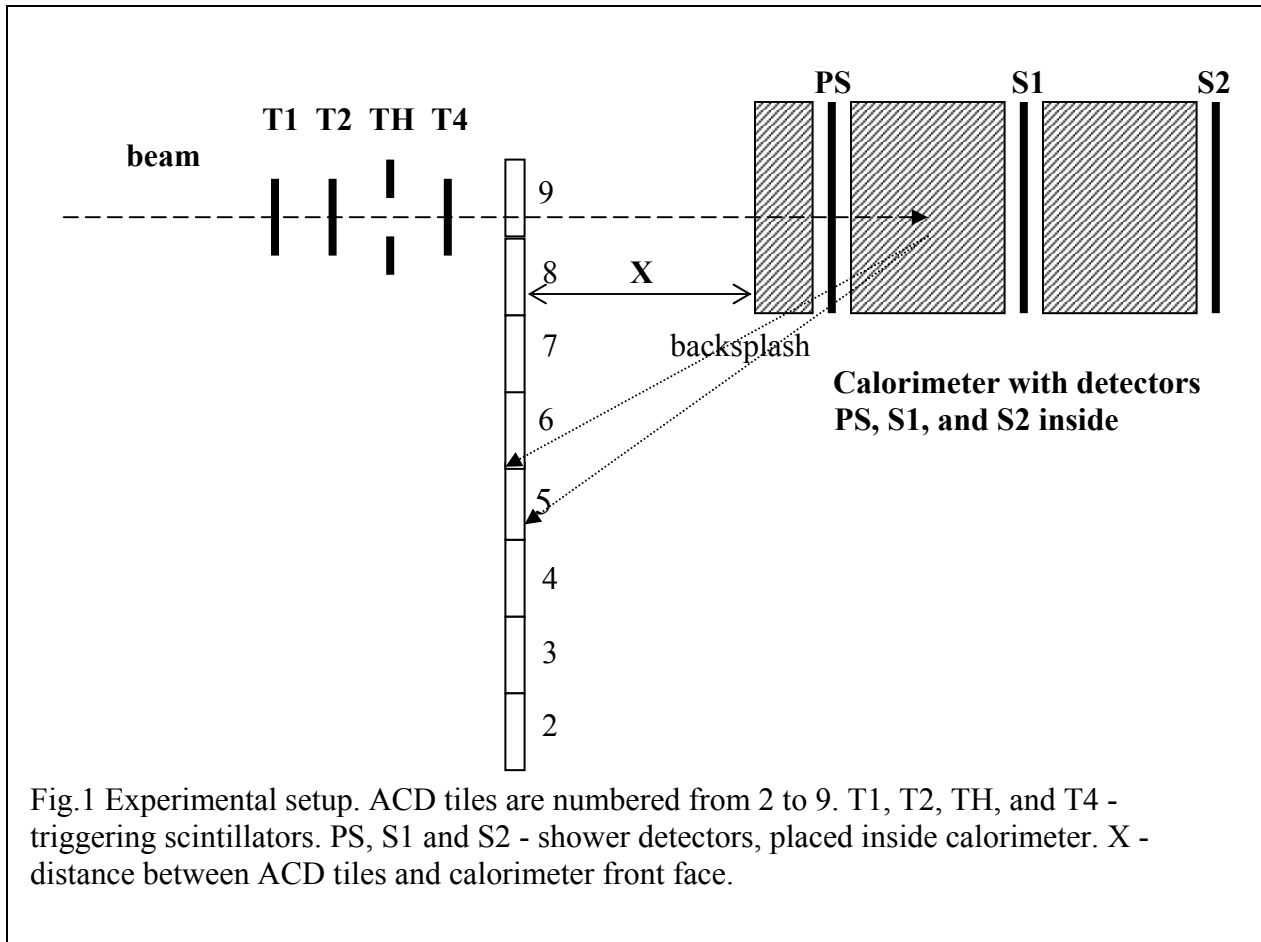 PS S1 S2
T1 T2 TH T4
beam
9
8
X
7
backsplash
Calorimeter with detectors
PS, S1, and S2 inside
6
5
4
3
2
Fig.1 Experimental setup. ACD tiles are numbered from 2 to 9. T1, T2, TH, and T4 -
triggering scintillators. PS, S1 and S2 - shower detectors, placed inside calorimeter. X -
distance between ACD tiles and calorimeter front face.